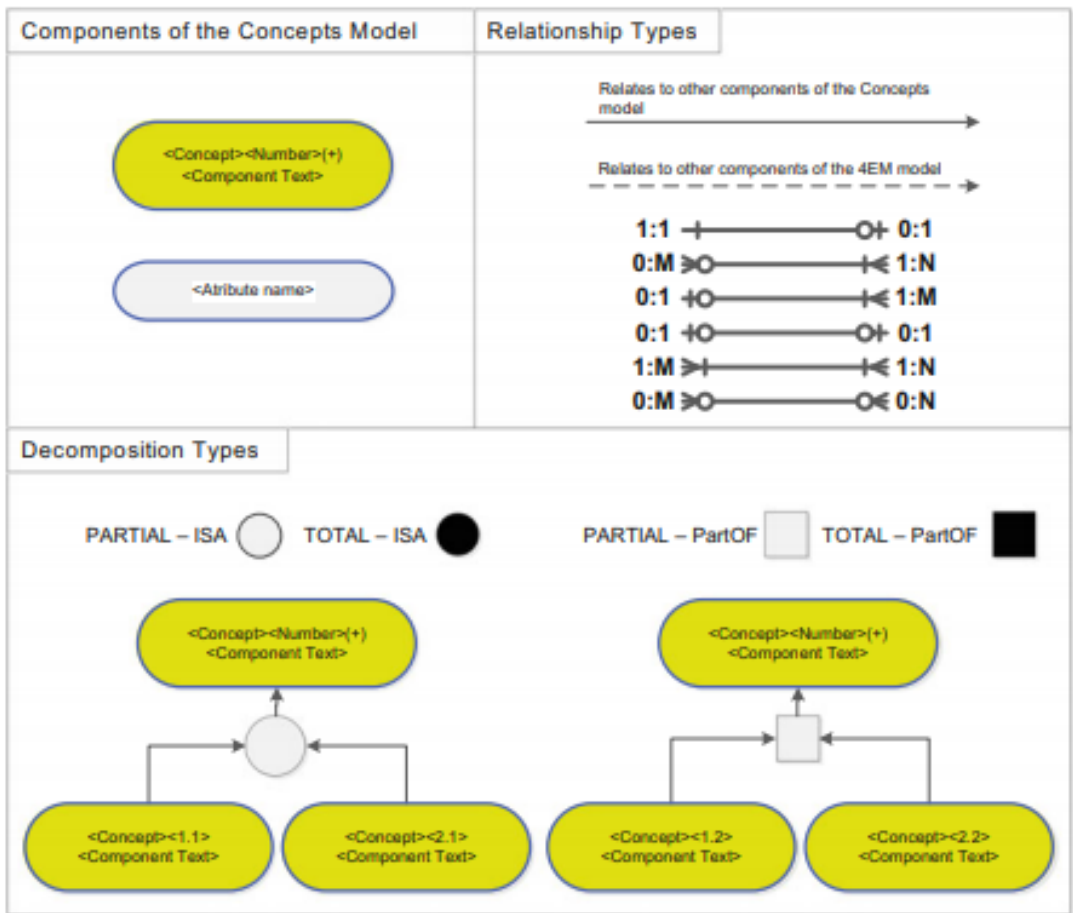 Components of the Concepts Model
Relationship Types
<Concept><Number>(+)
<Component Text>
<Atribute name>
Relates to other components of the Concepts
model
Relates to other components of the 4EM model
1:1 0:1
0:M 1:N
0:1 1:M
0:1 0:1
1:M 1:N
0:M 0:N
Decomposition Types
PARTIAL – ISA TOTAL – ISA
PARTIAL – PartOF TOTAL – PartOF
<Concept><Number>(+)
<Component Text>
<Concept><1.1>
<Component Text>
<Concept><2.1>
<Component Text>
<Concept><Number>(+)
<Component Text>
<Concept><1.2>
<Component Text>
<Concept><2.2>
<Component Text>